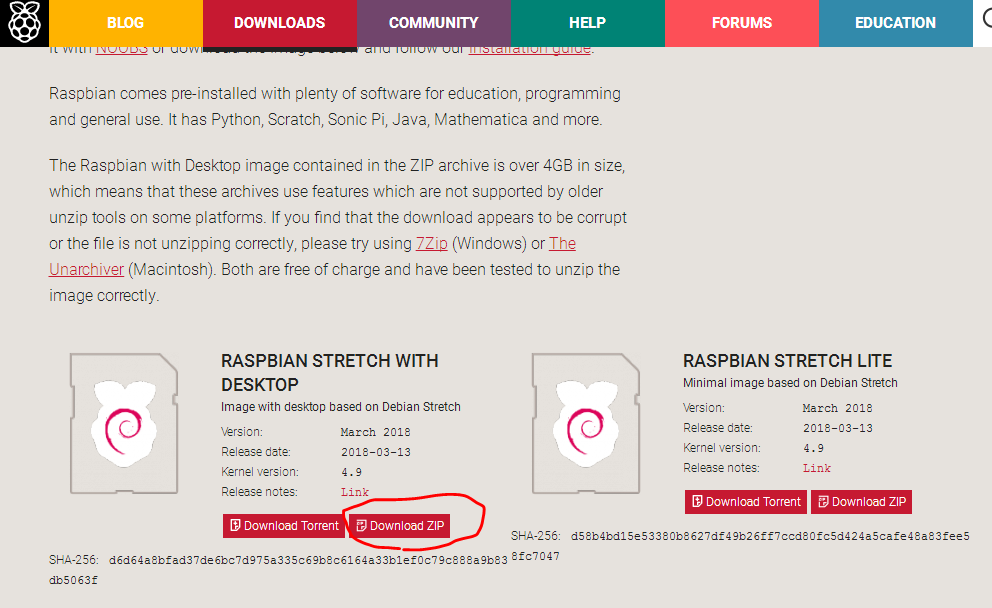 BLOG
DOWNLOADS
COMMUNITY
HELP
FORUMS
EDUCATION
it with NOOBS or download the image below and follow our installation guide.
Raspbian comes pre-installed with plenty of software for education, programming
and general use. It has Python, Scratch, Sonic Pi, Java, Mathematica and more.
The Raspbian with Desktop image contained in the ZIP archive is over 4GB in size,
which means that these archives use features which are not supported by older
unzip tools on some platforms. If you find that the download appears to be corrupt
or the file is not unzipping correctly, please try using 7Zip (Windows) or The
Unarchiver (Macintosh). Both are free of charge and have been tested to unzip the
image correctly.
RASPBIAN STRETCH WITH
DESKTOP
Image with desktop based on Debian Stretch
Version: March 2018
Release date: 2018-03-13
Kernel version: 4.9
Release notes: Link
Download Torrent
Download ZIP
SHA-256: d6d64a8bfad37de6bc7d975a335c69b8c6164a33b1ef0c79c888a9b83
db5063f
RASPBIAN STRETCH LITE
Minimal image based on Debian Stretch
Version: March 2018
Release date: 2018-03-13
Kernel version: 4.9
Release notes: Link
Download Torrent
Download ZIP
SHA-256: d58b4bd15e53380b8627df49b26ff7ccd80fc5d424a5cafe48a83fee5
8fc7047